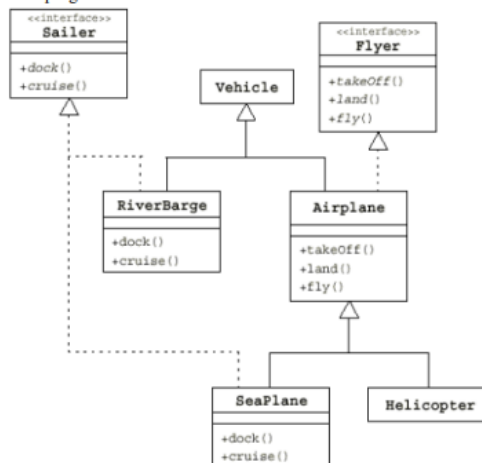 <<interface>>
Sailer
+dock()
+cruise()
<<interface>>
Flyer
+takeOff()
+land()
+fly()
Vehicle
RiverBarge
+dock()
+cruise()
Airplane
+takeOff()
+land()
+fly()
SeaPlane
+dock()
+cruise()
Helicopter